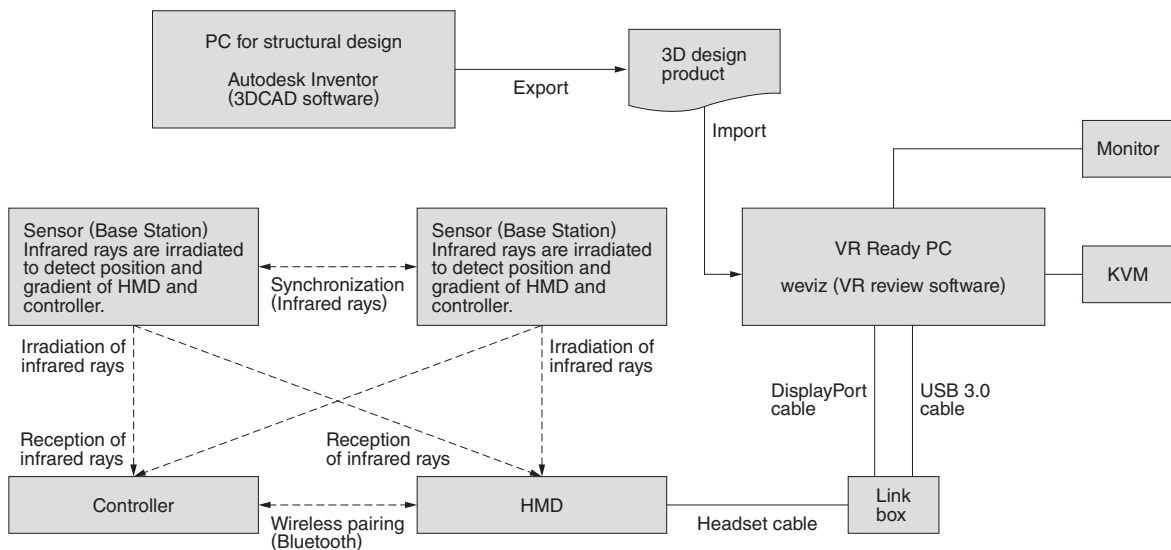 PC for structural design
Autodesk Inventor
(3DCAD software)
Export
3D design
product
Import
Monitor
Sensor (Base Station)
Infrared rays are irradiated
to detect position and
gradient of HMD and
controller.
Synchronization
(Infrared rays)
Sensor (Base Station)
Infrared rays are irradiated
to detect position and
gradient of HMD and
controller.
VR Ready PC
weviz (VR review software)
KVM
Irradiation of
infrared rays
Irradiation of
infrared rays
DisplayPort
cable
USB 3.0
cable
Reception of
infrared rays
Reception
of infrared rays
Controller
Wireless pairing
(Bluetooth)
HMD
Headset cable
Link
box